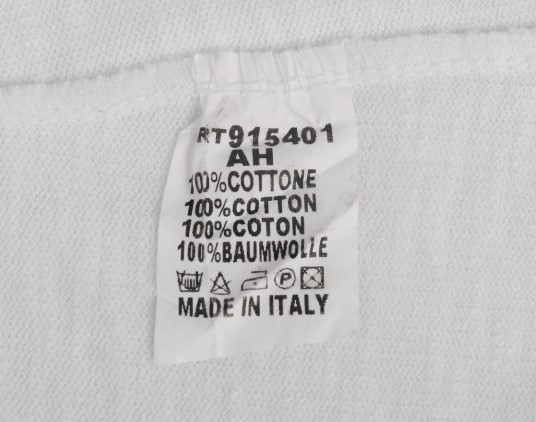 RT915401
AH
100%COTTONE
100%COTTON
100%COTON
100%BAUMWOLLE
P
MADE IN ITALY